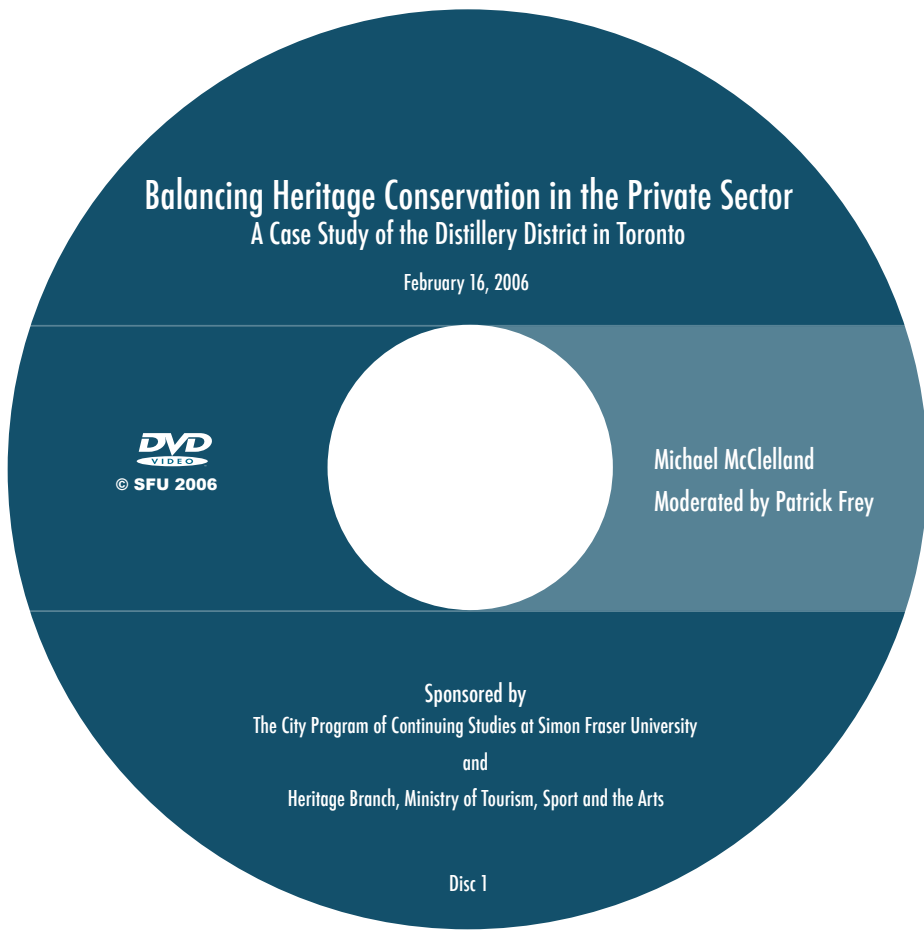 Balancing Heritage Conservation in the Private Sector
A Case Study of the Distillery District in Toronto
February 16, 2006
DVD
VIDEO
© SFU 2006
Michael McClelland
Moderated by Patrick Frey
Sponsored by
The City Program of Continuing Studies at Simon Fraser University
and
Heritage Branch, Ministry of Tourism, Sport and the Arts
Disc 1